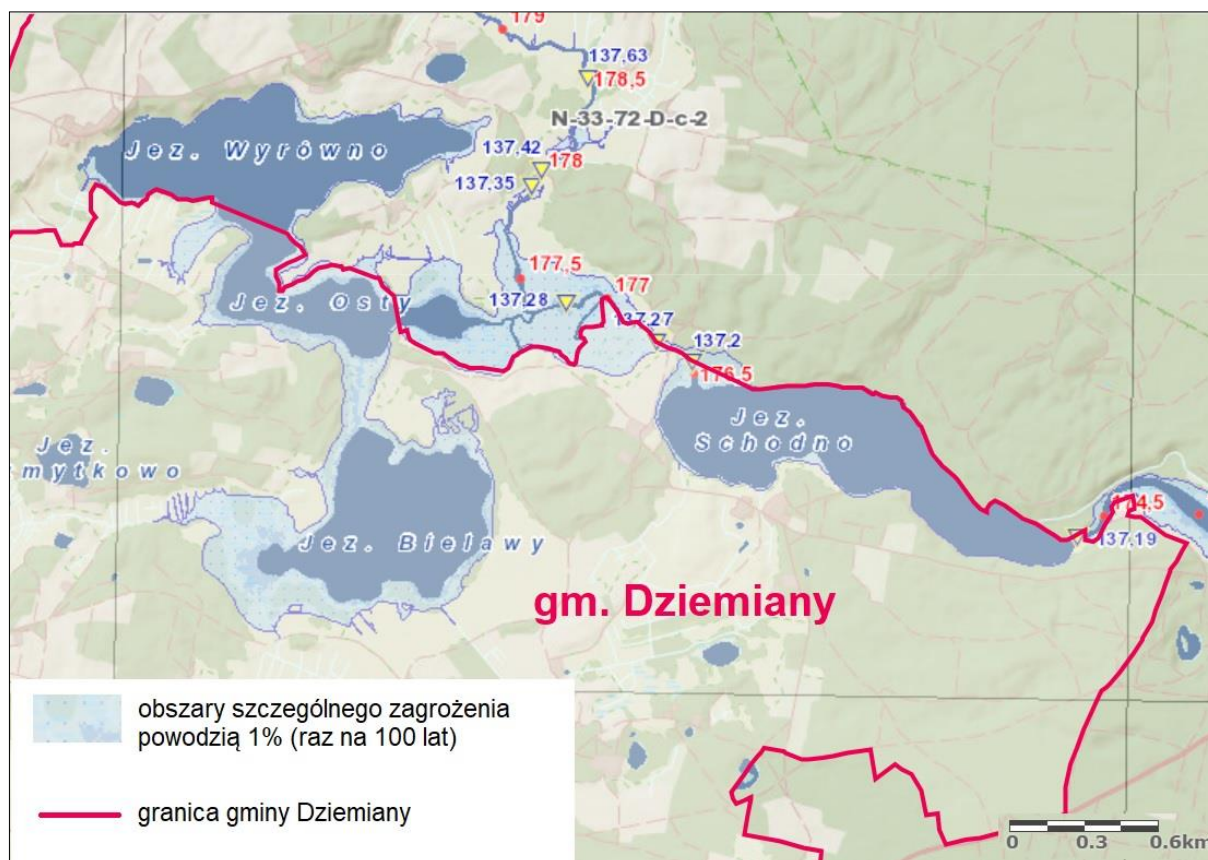 179
137,63
178,5
N-33-72-D-c-2
137,42
178
Jez. Wyrówno
137,35
177,5
177
Jez. Osty
137,28
137,27
137,2
176,5
Jez.
Schodno
Jez.
mytkowo
174,5
137,19
Jez. Bielawy
gm. Dziemiany
obszary szczególnego zagrożenia
powodzią 1% (raz na 100 lat)
granica gminy Dziemiany
0 0.3 0.6km